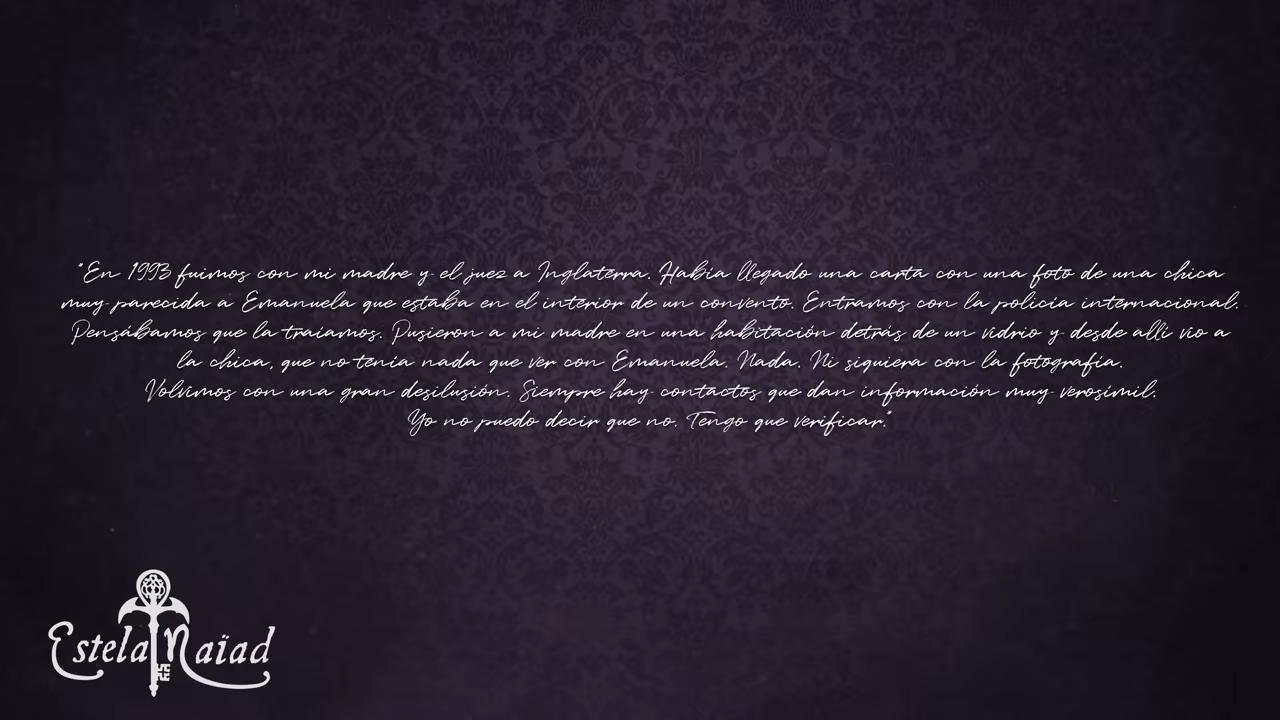 "En 1993 fuimos con mi madre y el juez a Inglaterra. Había llegado una carta con una foto de una chica
muy parecida a Emanuela que estaba en el interior de un convento. Entramos con la policía internacional.
Pensábamos que la traíamos. Pusieron a mi madre en una habitación detrás de un vidrio y desde allí vio a
la chica, que no tenía nada que ver con Emanuela. Nada. Ni siquiera con la fotografía.
Volvimos con una gran desilusión. Siempre hay contactos que dan información muy verosímil.
Yo no puedo decir que no. Tengo que verificar."
Estela Naïad